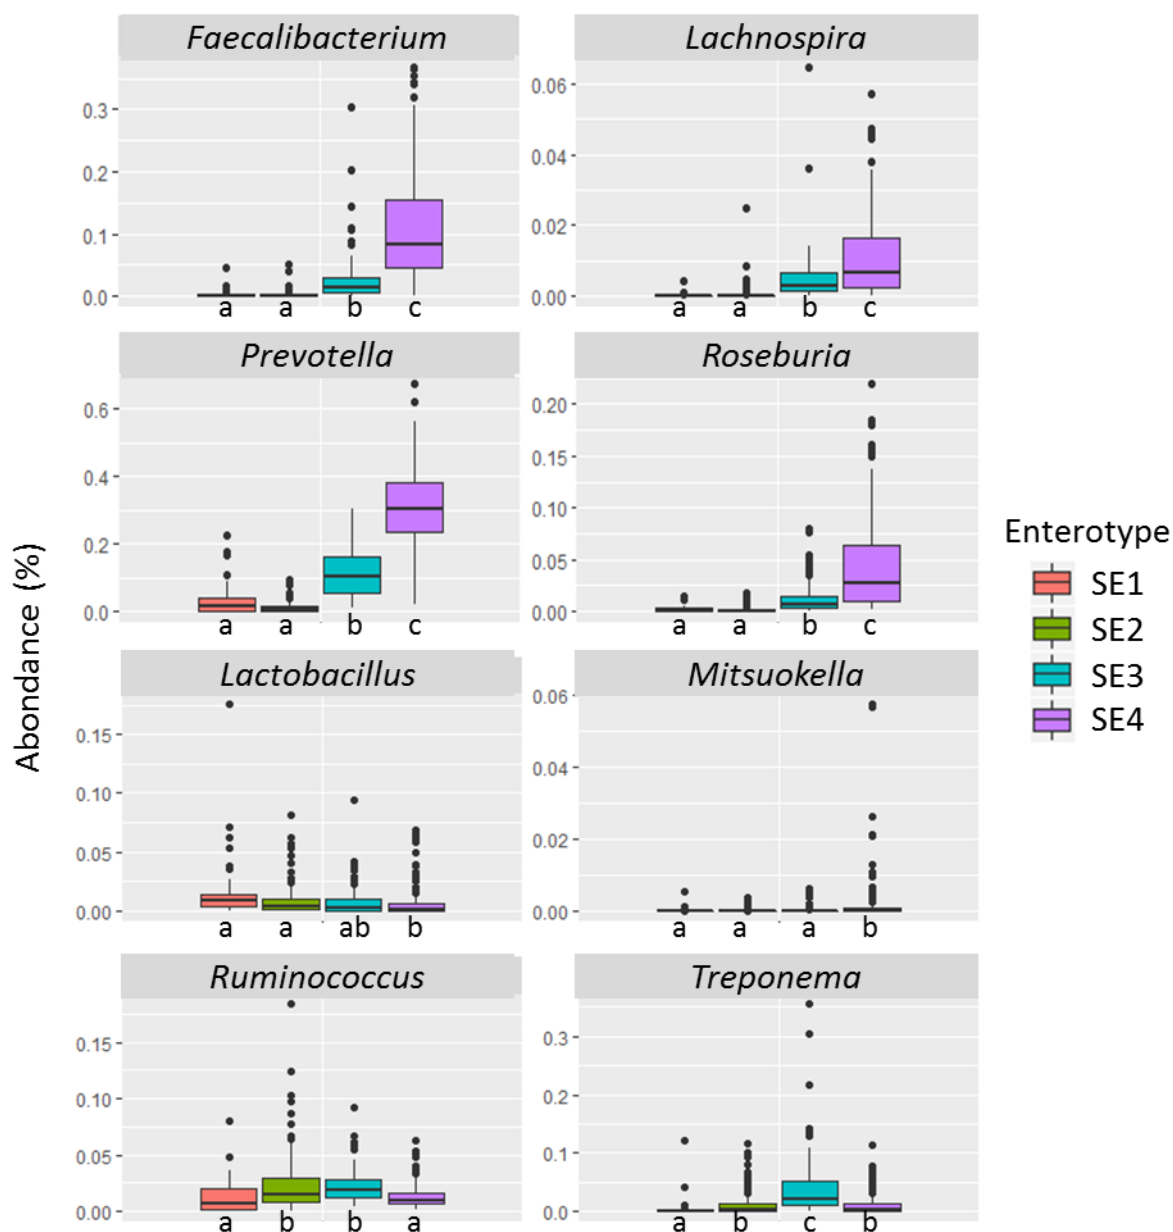 Faecalibacterium
0.3
0.2
0.1
0.0
a a b c
Lachnospira
0.06
0.04
0.02
0.00
a a b c
Prevotella
0.6
0.4
0.2
0.0
a a b c
Roseburia
0.20
0.15
0.10
0.05
0.00
a a b c
Lactobacillus
0.15
0.10
0.05
0.00
a a ab b
Mitsuokella
0.06
0.04
0.02
0.00
a a a b
Ruminococcus
0.15
0.10
0.05
0.00
a b b a
Treponema
0.3
0.2
0.1
0.0
a b c b
Abondance (%)
Enterotype
SE1
SE2
SE3
SE4